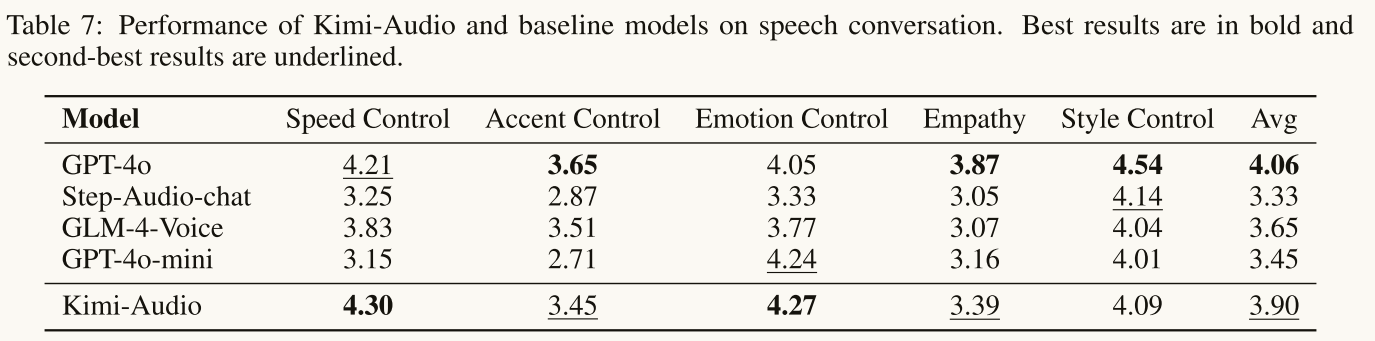 Table 7: Performance of Kimi-Audio and baseline models on speech conversation. Best results are in bold and
second-best results are underlined.
Model Speed Control Accent Control Emotion Control Empathy Style Control Avg
GPT-4o 4.21 3.65 4.05 3.87 4.54 4.06
Step-Audio-chat 3.25 2.87 3.33 3.05 4.14 3.33
GLM-4-Voice 3.83 3.51 3.77 3.07 4.04 3.65
GPT-4o-mini 3.15 2.71 4.24 3.16 4.01 3.45
Kimi-Audio 4.30 3.45 4.27 3.39 4.09 3.90